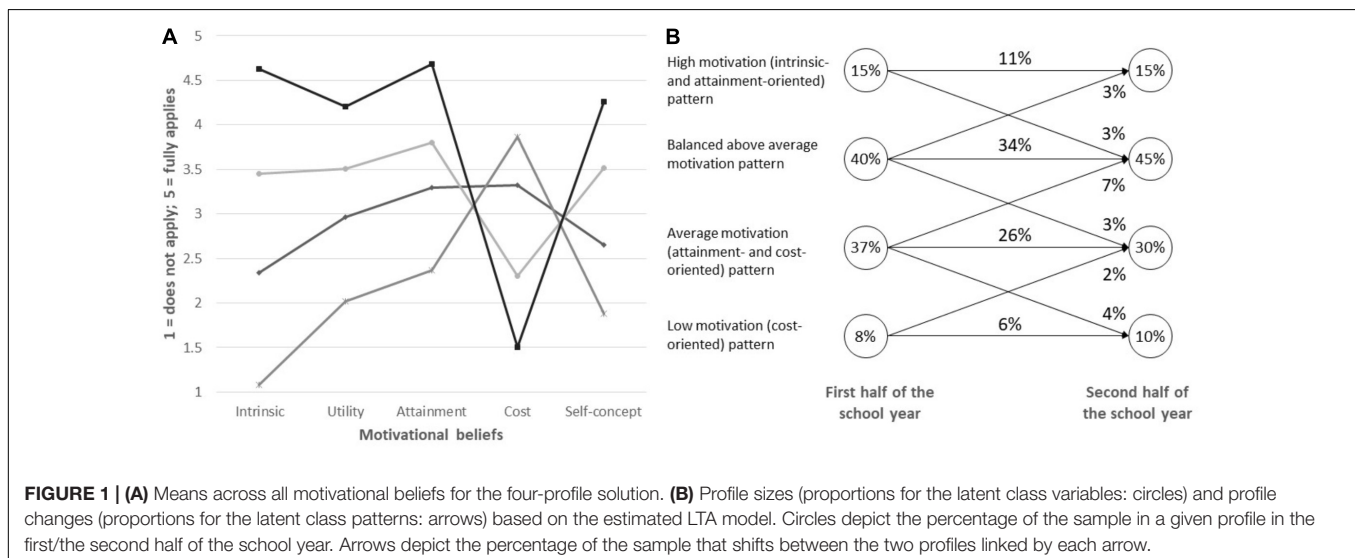 A
5
4.5
4
3.5
3
2.5
2
1.5
1
1 = does not apply; 5 = fully applies
Intrinsic
Utility
Attainment
Cost
Self-concept
Motivational beliefs
B
High motivation (intrinsic-
and attainment-oriented)
pattern
15%
11%
15%
3%
Balanced above average
motivation pattern
40%
3%
34%
45%
7%
Average motivation
(attainment- and cost-
oriented) pattern
37%
3%
26%
30%
2%
Low motivation (cost-
oriented) pattern
8%
4%
6%
10%
First half of the
school year
Second half of
the school year
FIGURE 1 | (A) Means across all motivational beliefs for the four-profile solution. (B) Profile sizes (proportions for the latent class variables: circles) and profile
changes (proportions for the latent class patterns: arrows) based on the estimated LTA model. Circles depict the percentage of the sample in a given profile in the
first/the second half of the school year. Arrows depict the percentage of the sample that shifts between the two profiles linked by each arrow.